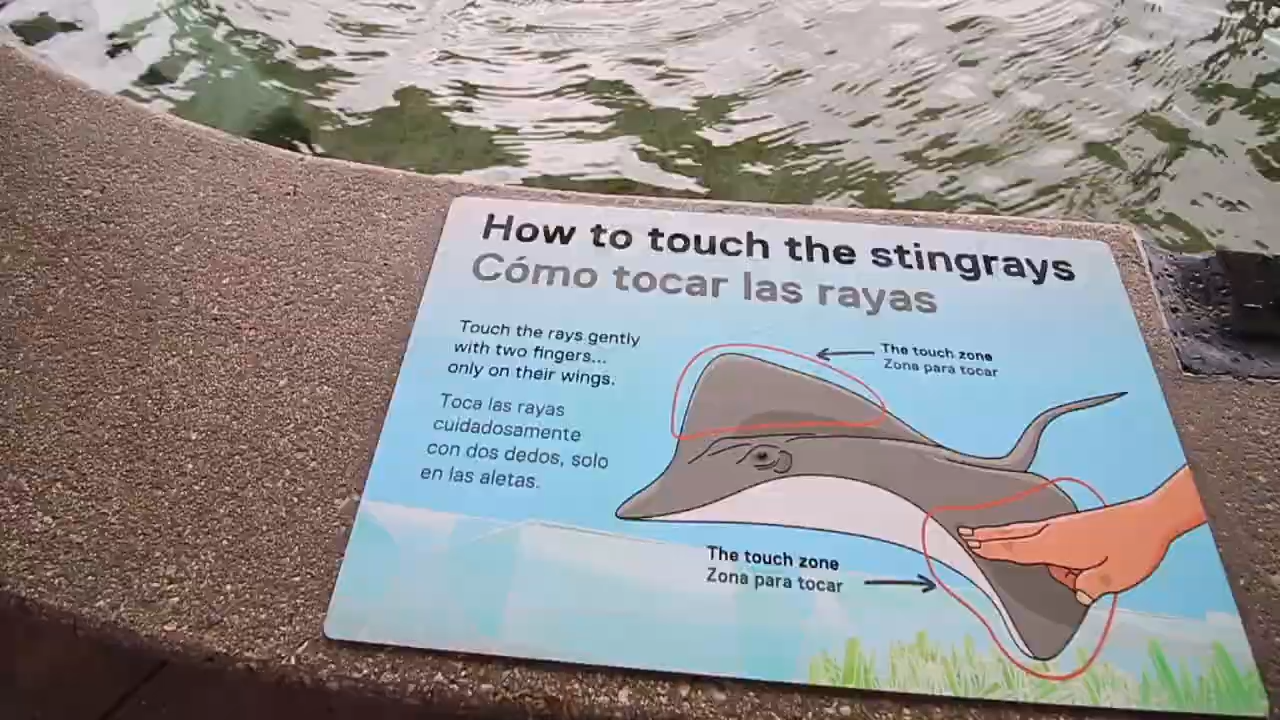 How to touch the stingrays
Cómo tocar las rayas
Touch the rays gently
with two fingers...
only on their wings.
Toca las rayas
cuidadosamente
con dos dedos, solo
en las aletas.
The touch zone
Zona para tocar
The touch zone
Zona para tocar